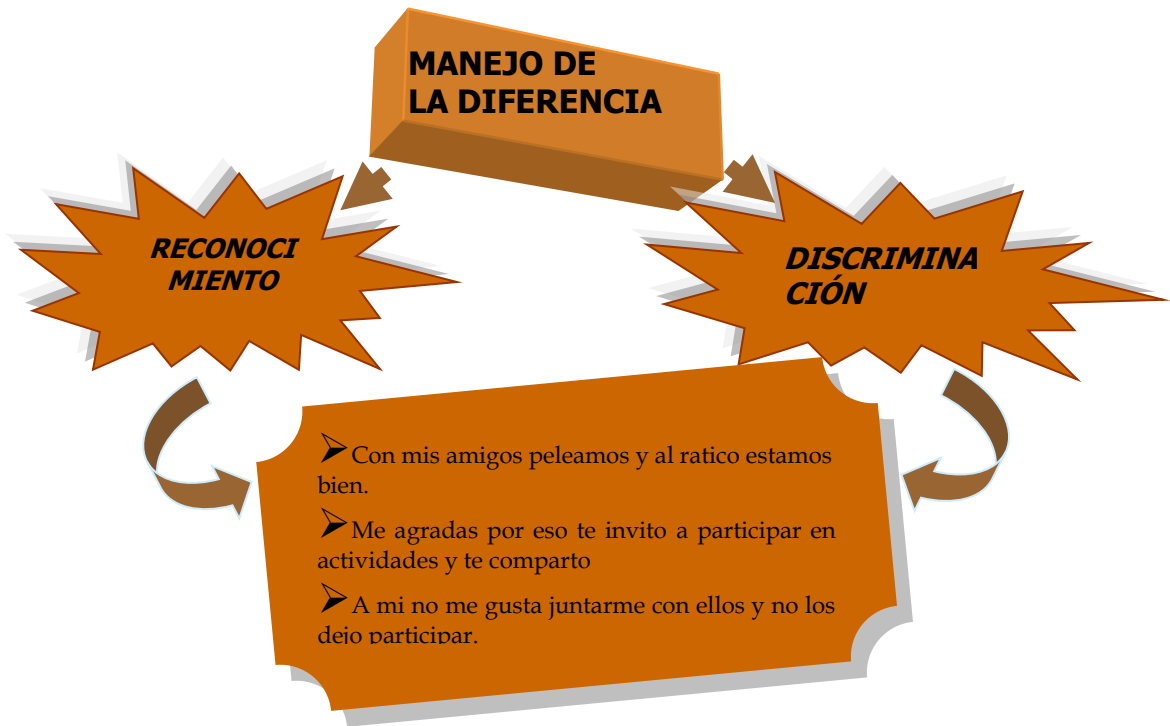 MANEJO DE
LA DIFERENCIA
RECONOCI
MIENTO
DISCRIMINA
CIÓN
➢Con mis amigos peleamos y al ratico estamos
bien.
➢Me agradas por eso te invito a participar en
actividades y te comparto
➢A mi no me gusta juntarme con ellos y no los
dejo participar.